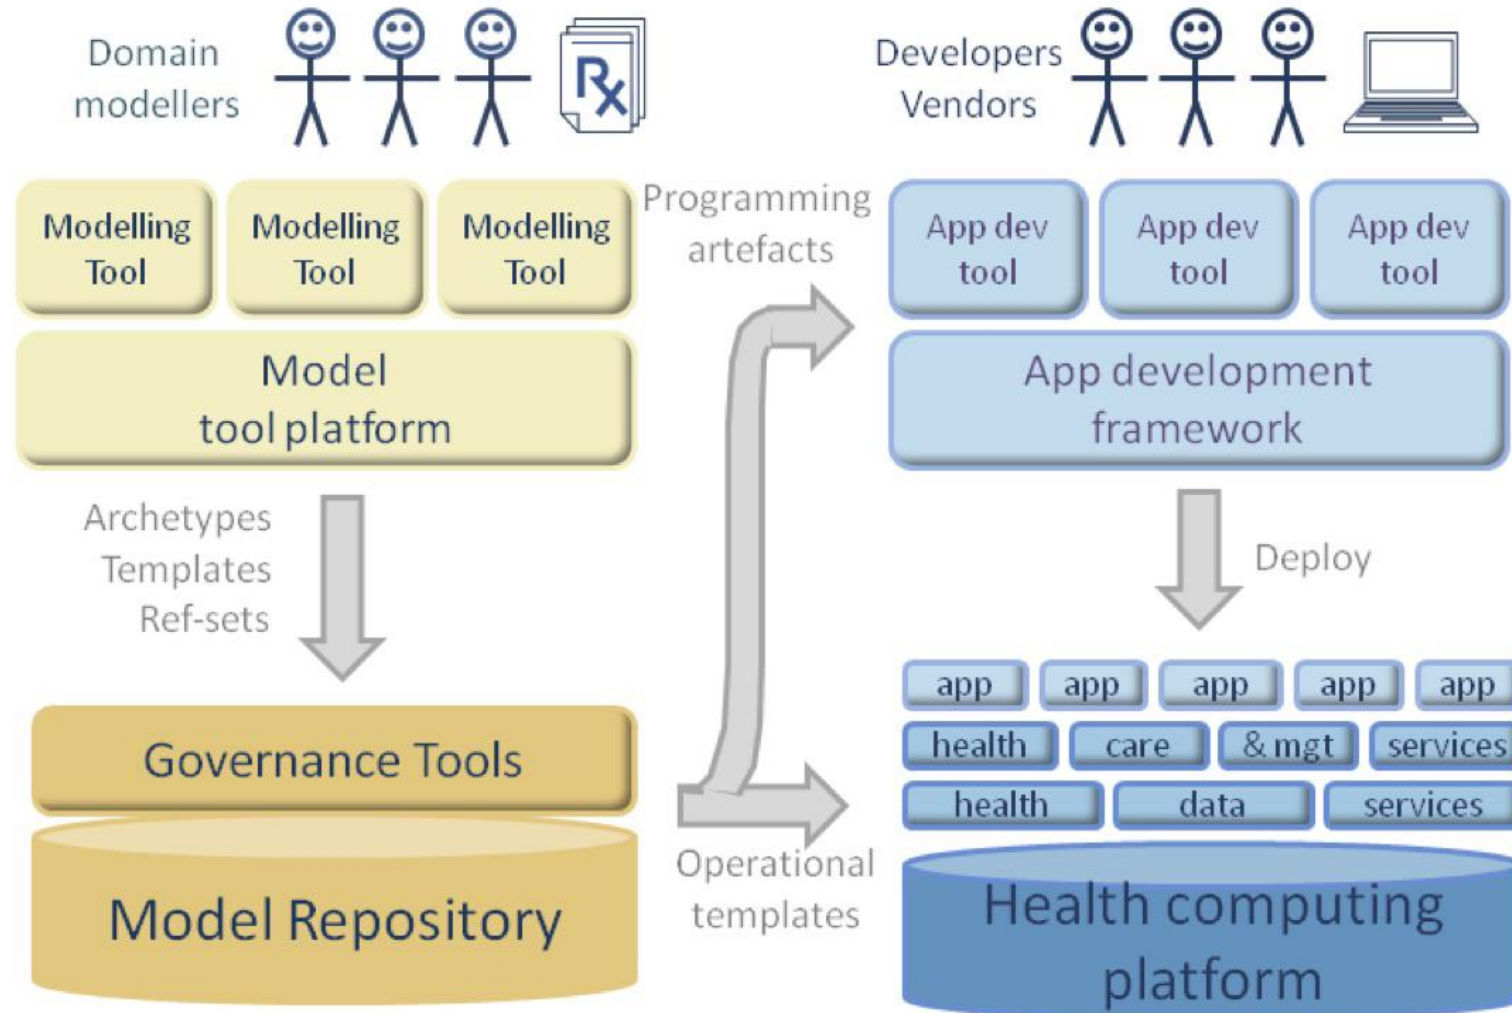 Domain
modellers
Rx
Developers
Vendors
Modelling
Tool
Modelling
Tool
Modelling
Tool
Programming
artefacts
App dev
tool
App dev
tool
App dev
tool
Model
tool platform
App development
framework
Archetypes
Templates
Ref-sets
Deploy
app
app
app
app
app
Governance Tools
health
care
& mgt
services
health
data
services
Operational
templates
Model Repository
Health computing
platform